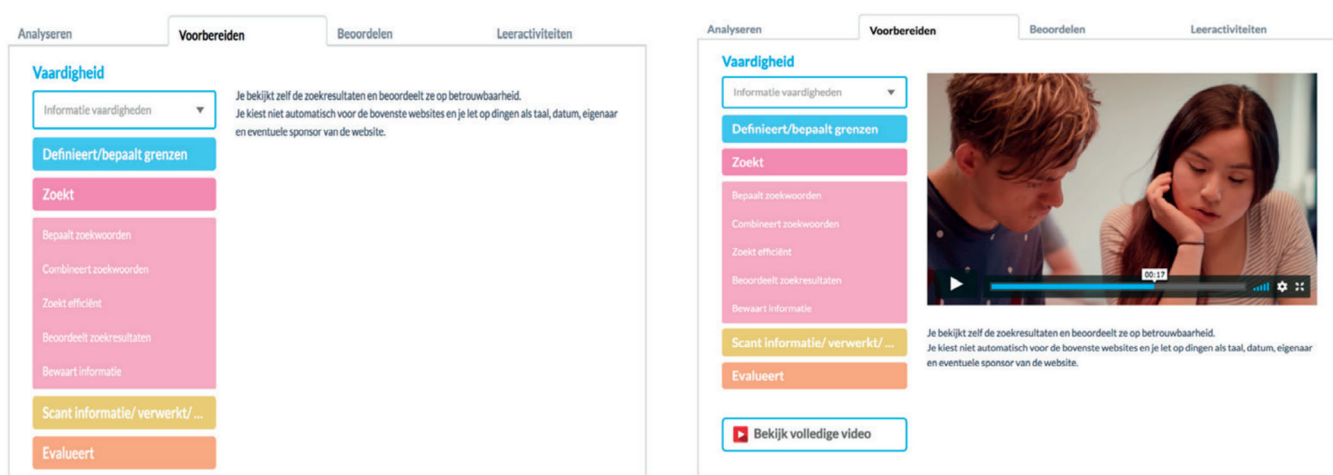 Analyseren
Voorbereiden
Beoordelen
Leeractiviteiten
Vaardigheid
Informatie vaardigheden
Definieert/bepaalt grenzen
Zoekt
Bepaalt zoekwoorden
Combineert zoekwoorden
Zoekt efficiënt
Beoordeelt zoekresultaten
Bewaart informatie
Scant informatie/ verwerkt/ ...
Evalueert
Je bekijkt zelf de zoekresultaten en beoordeelt ze op betrouwbaarheid.
Je kiest niet automatisch voor de bovenste websites en je let op dingen als taal, datum, eigenaar
en eventuele sponsor van de website.
Analyseren
Voorbereiden
Beoordelen
Leeractiviteiten
Vaardigheid
Informatie vaardigheden
Definieert/bepaalt grenzen
Zoekt
Bepaalt zoekwoorden
Combineert zoekwoorden
Zoekt efficiënt
Beoordeelt zoekresultaten
Bewaart informatie
Scant informatie/ verwerkt/ ...
Evalueert
Bekijk volledige video
00:17
Je bekijkt zelf de zoekresultaten en beoordeelt ze op betrouwbaarheid.
Je kiest niet automatisch voor de bovenste websites en je let op dingen als taal, datum, eigenaar
en eventuele sponsor van de website.